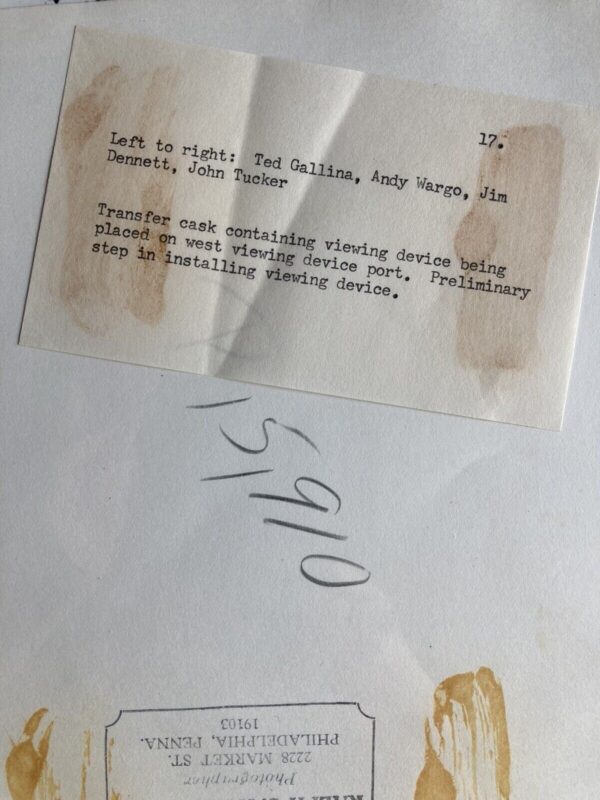 17.
Left to right: Ted Gallina, Andy Wargo, Jim
Dennett, John Tucker
Transfer cask containing viewing device being
placed on west viewing device port. Preliminary
step in installing viewing device.
Photographer
2228 MARKET ST.
PHILADELPHIA, PENNA.
19103